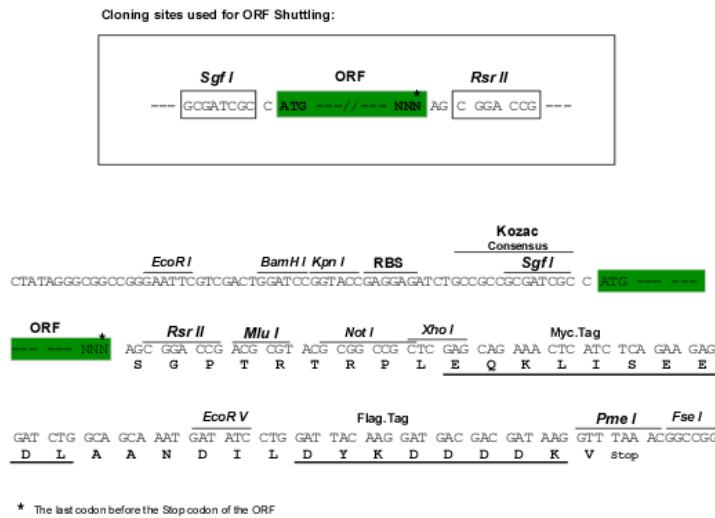 Cloning sites used for ORF Shuttling:
Sgf I ORF Rsr II
*
--- GCGATCGC C ATG ---//--- NNN AG C GGA CCG ---
Kozac
Consensus
EcoR I BamH I Kpn I RBS Sgf I
CTATAGGGCGGCCGGGAATTCGTCGACTGGATCCGGTACCGAGGAGATCTGCCGCCGCGATCGC C ATG --- ---
ORF Rsr II Mlu I Not I Xho I Myc.Tag
*
--- --- NNN AGC GGA CCG ACG CGT ACG CGG CCG CTC GAG CAG AAA CTC ATC TCA GAA GAG
S G P T R T R P L E Q K L I S E E
EcoR V Flag.Tag Pme I Fse I
GAT CTG GCA GCA AAT GAT ATC CTG GAT TAC AAG GAT GAC GAC GAT AAG GTT TAA ACGGCCGG
D L A A N D I L D Y K D D D D K V Stop
* The last codon before the Stop codon of the ORF